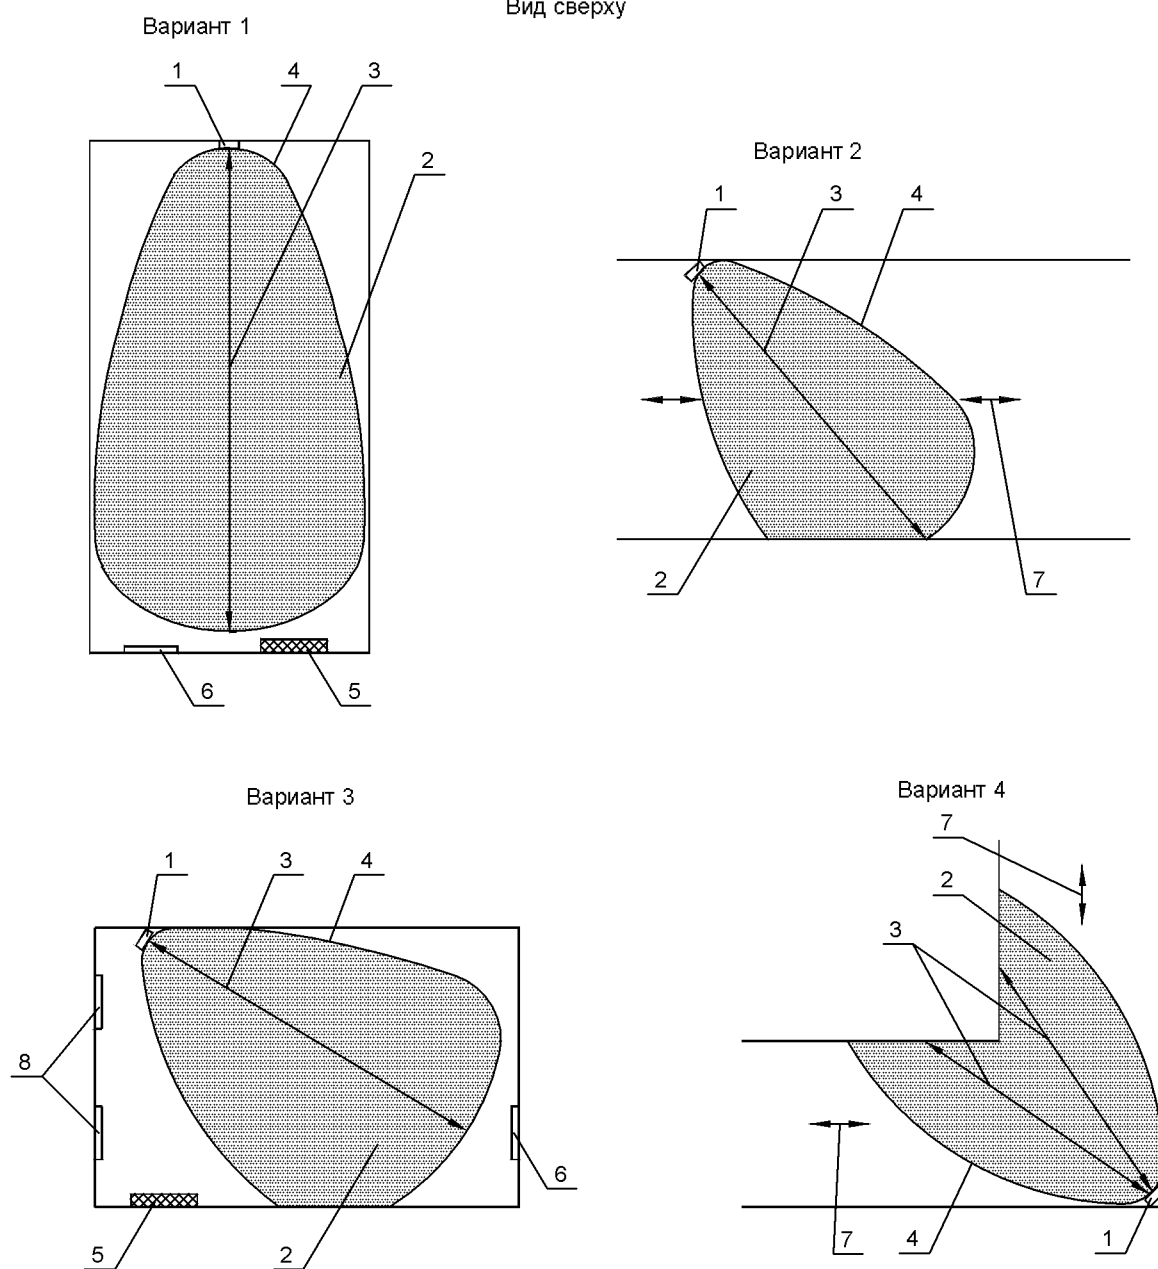 Вид сверху
Вариант 1
1 4 3
2
6 5
Вариант 2
1 3 4
2 7
Вариант 3
1 3 4
8
6
5 2
Вариант 4
7
2
3
7 4 1